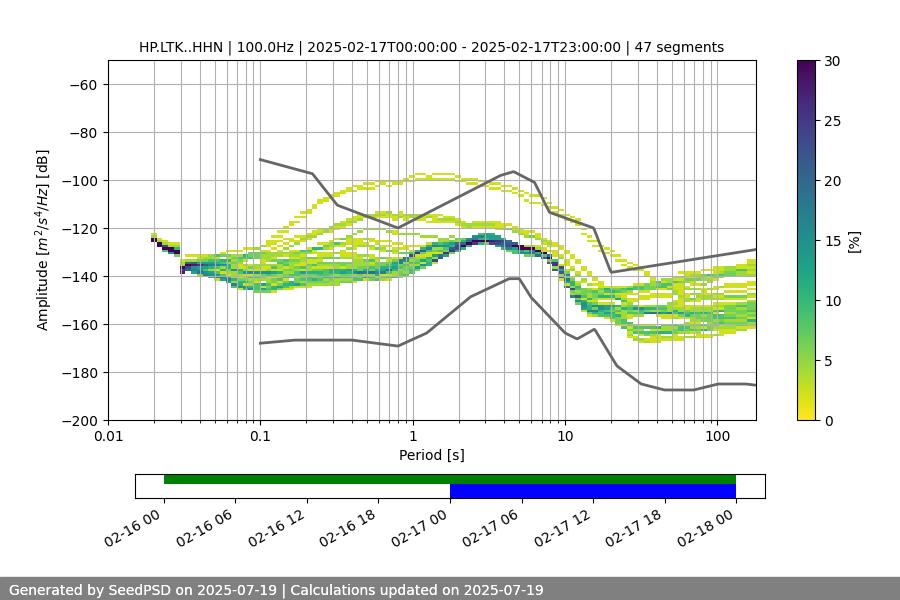 HP.LTK..HHN | 100.0Hz | 2025-02-17T00:00:00 - 2025-02-17T23:00:00 | 47 segments
Amplitude [m²/s⁴/Hz] [dB]
−60
−80
−100
−120
−140
−160
−180
−200
0.01 0.1 1 10 100
Period [s]
30
25
20
15
10
5
0
[%]
02-16 00 02-16 06 02-16 12 02-16 18 02-17 00 02-17 06 02-17 12 02-17 18 02-18 00
Generated by SeedPSD on 2025-07-19 | Calculations updated on 2025-07-19